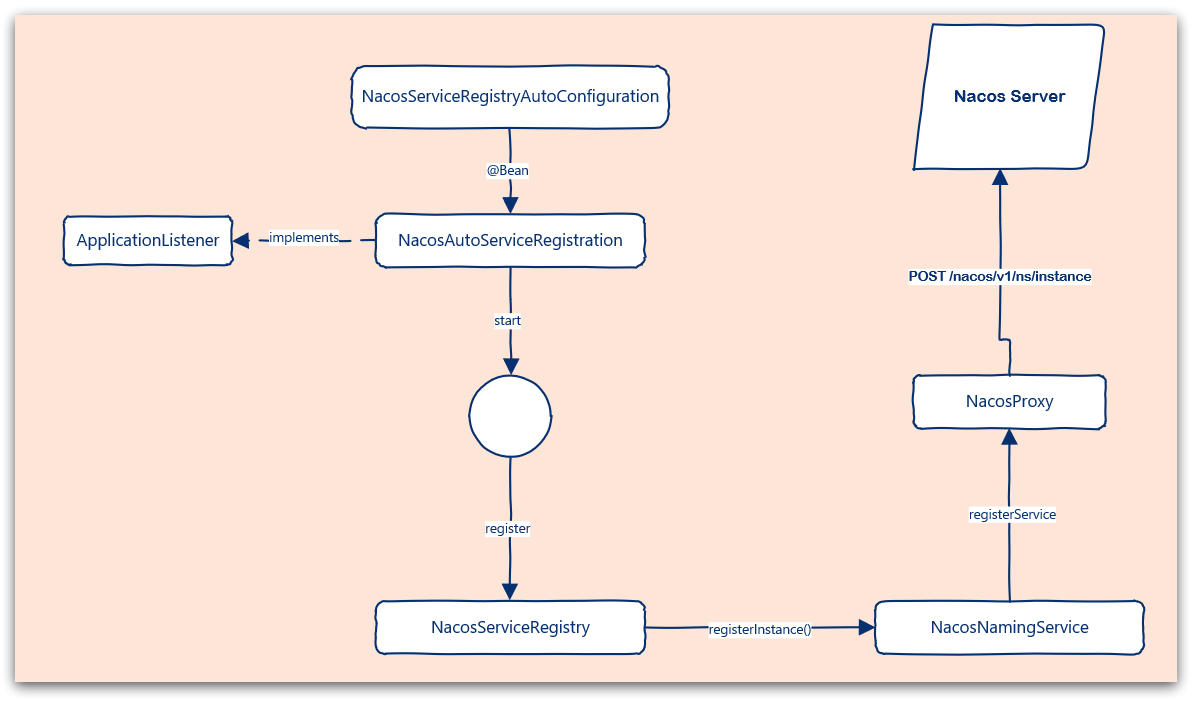 NacosServiceRegistryAutoConfiguration
Nacos Server
@Bean
ApplicationListener
implements
NacosAutoServiceRegistration
POST /nacos/v1/ns/instance
start
NacosProxy
registerService
register
NacosServiceRegistry
registerInstance()
NacosNamingService